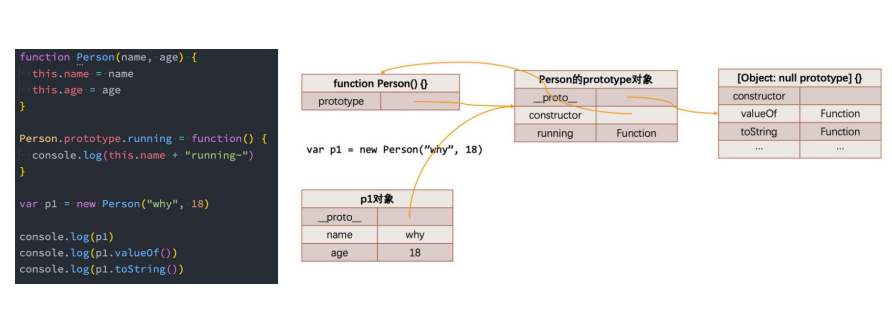 function Person(name, age) {
this.name = name
this.age = age
}
Person.prototype.running = function() {
console.log(this.name + "running~")
}
var p1 = new Person("why", 18)
console.log(p1)
console.log(p1.valueOf())
console.log(p1.toString())
function Person() {}
prototype
Person的prototype对象
__proto__
constructor
running Function
[Object: null prototype] {}
constructor
valueOf Function
toString Function
... ...
var p1 = new Person(”why”, 18)
p1对象
__proto__
name why
age 18